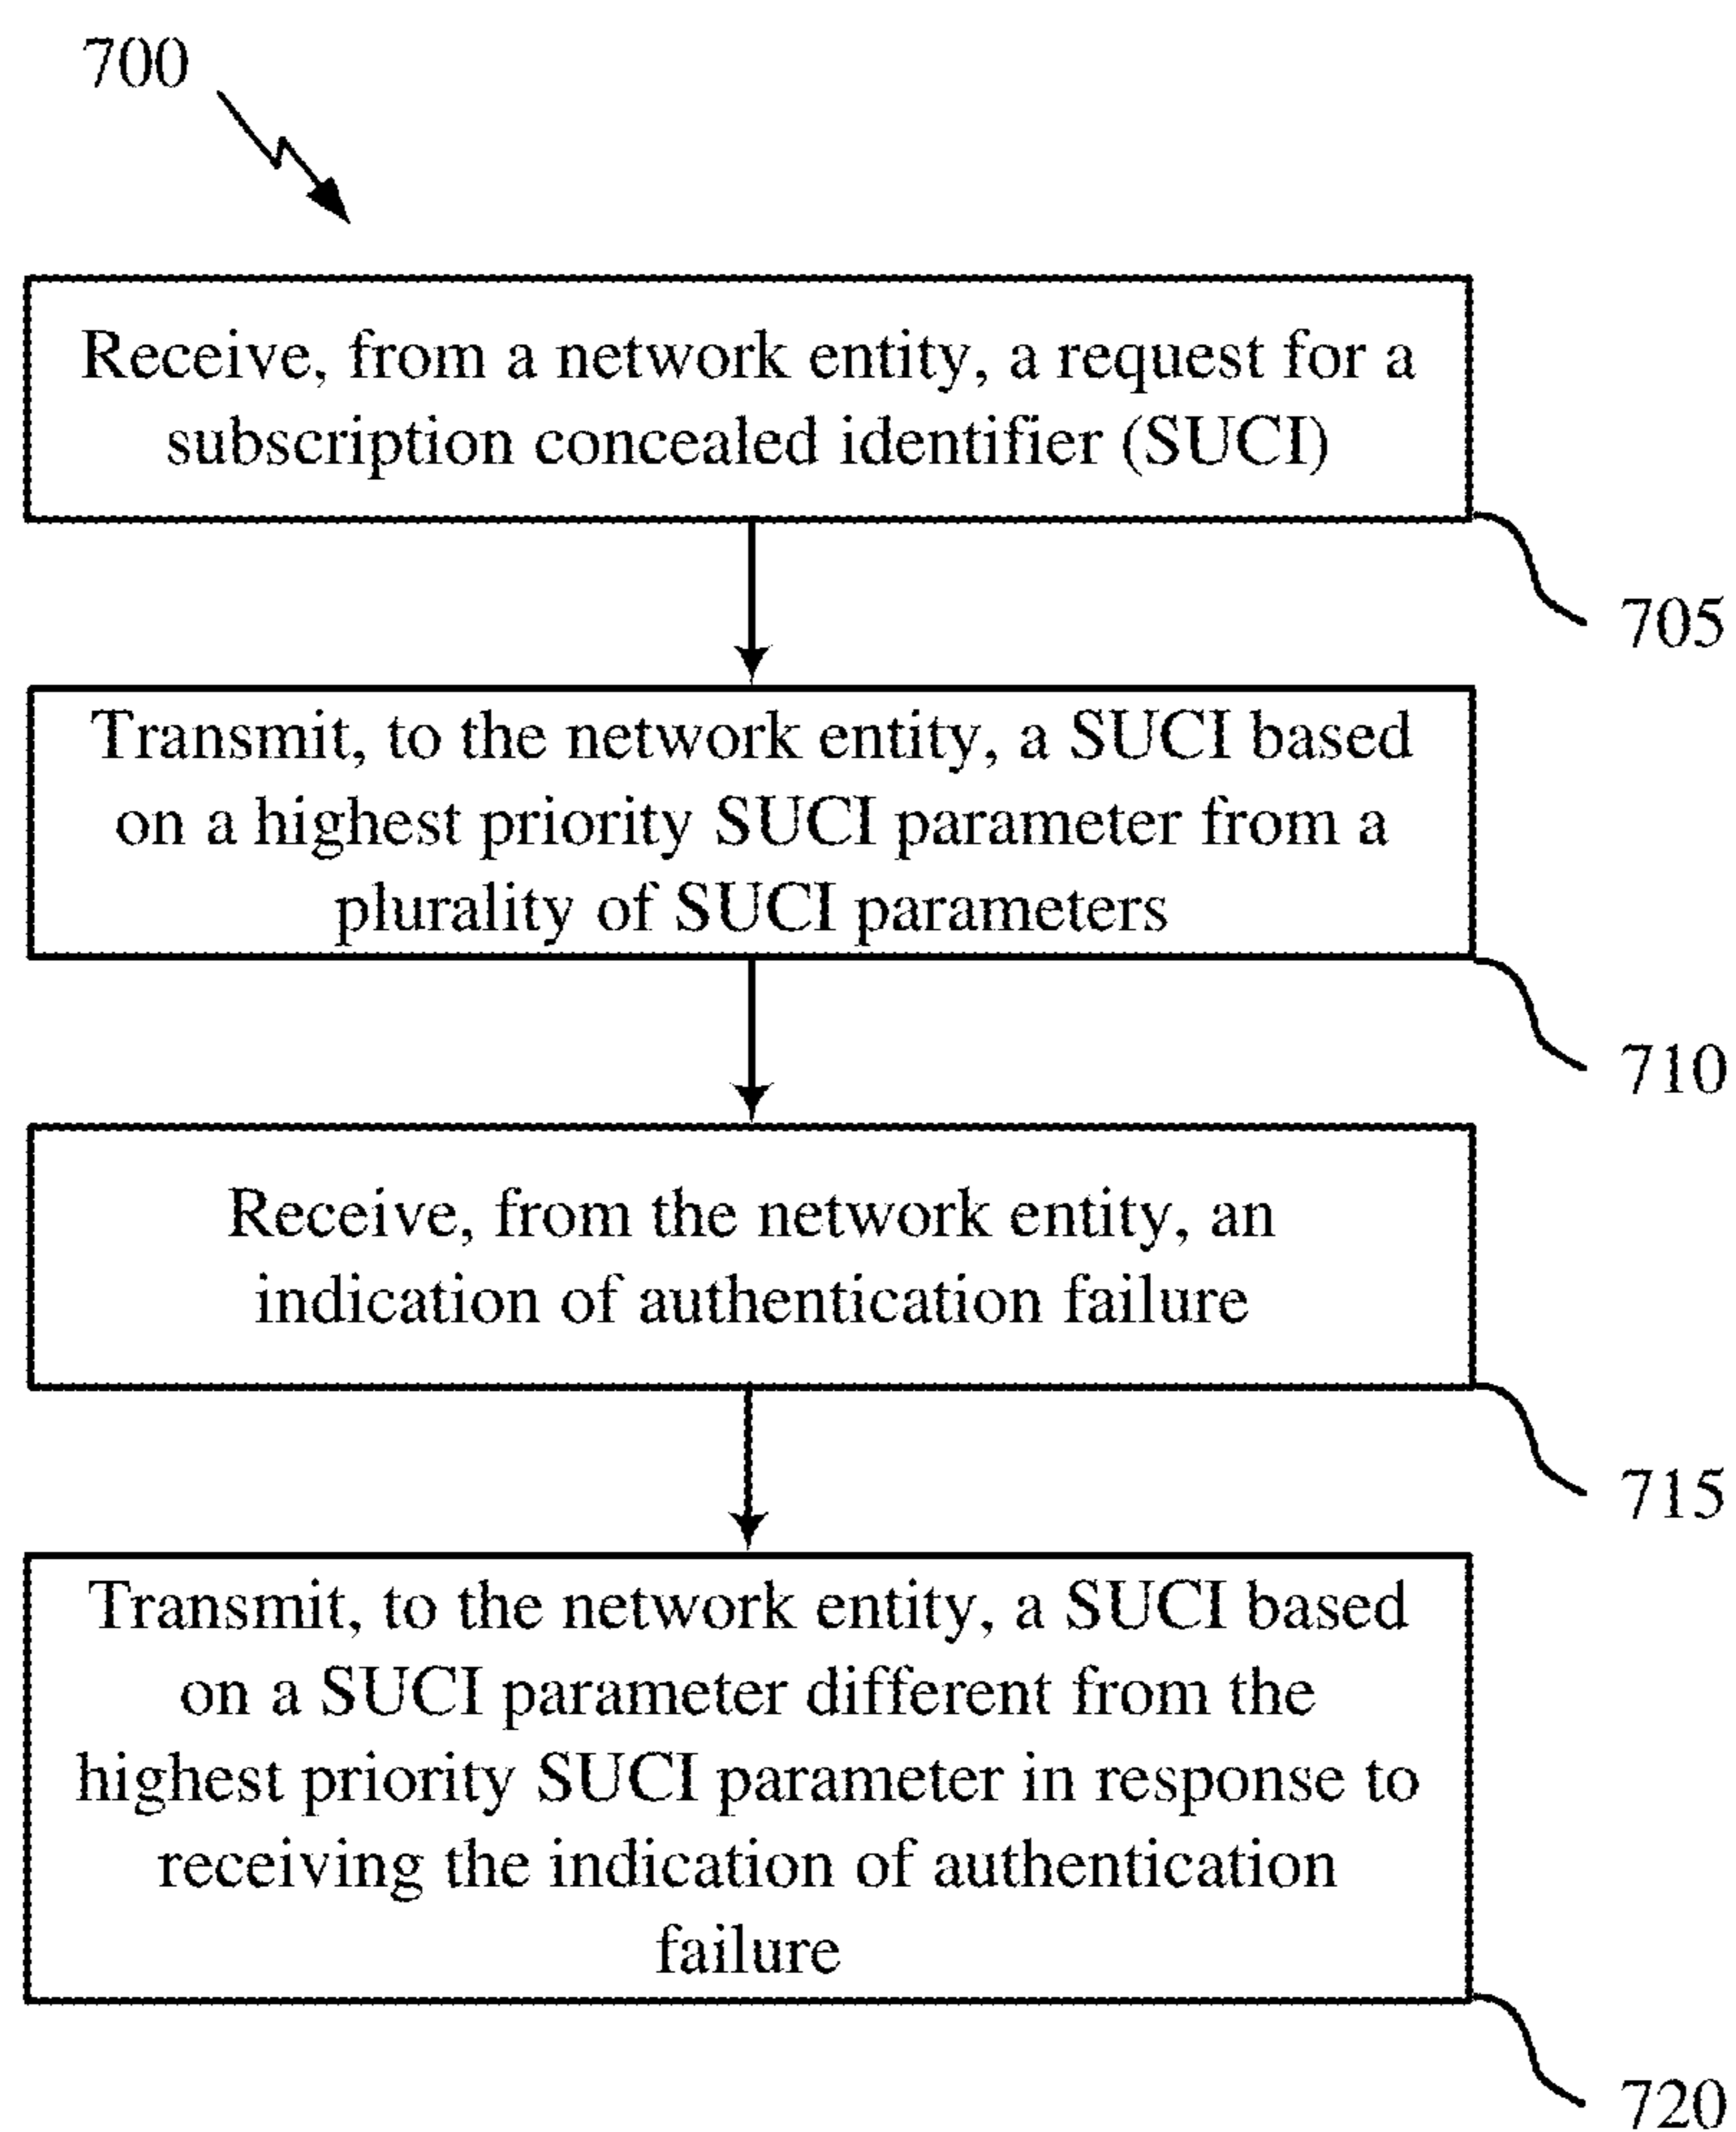 700
Receive, from a network entity, a request for a
subscription concealed identifier (SUCI)
705
Transmit, to the network entity, a SUCI based
on a highest priority SUCI parameter from a
plurality of SUCI parameters
710
Receive, from the network entity, an
indication of authentication failure
715
Transmit, to the network entity, a SUCI based
on a SUCI parameter different from the
highest priority SUCI parameter in response to
receiving the indication of authentication
failure
720